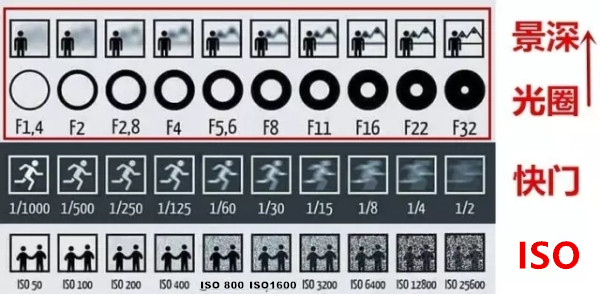 景深
光圈
F1,4 F2 F2,8 F4 F5,6 F8 F11 F16 F22 F32
快门
1/1000 1/500 1/250 1/125 1/60 1/30 1/15 1/8 1/4 1/2
ISO
ISO 50 ISO 100 ISO 200 ISO 400 ISO 800 ISO1600 ISO 3200 ISO 6400 ISO 12800 ISO 25600